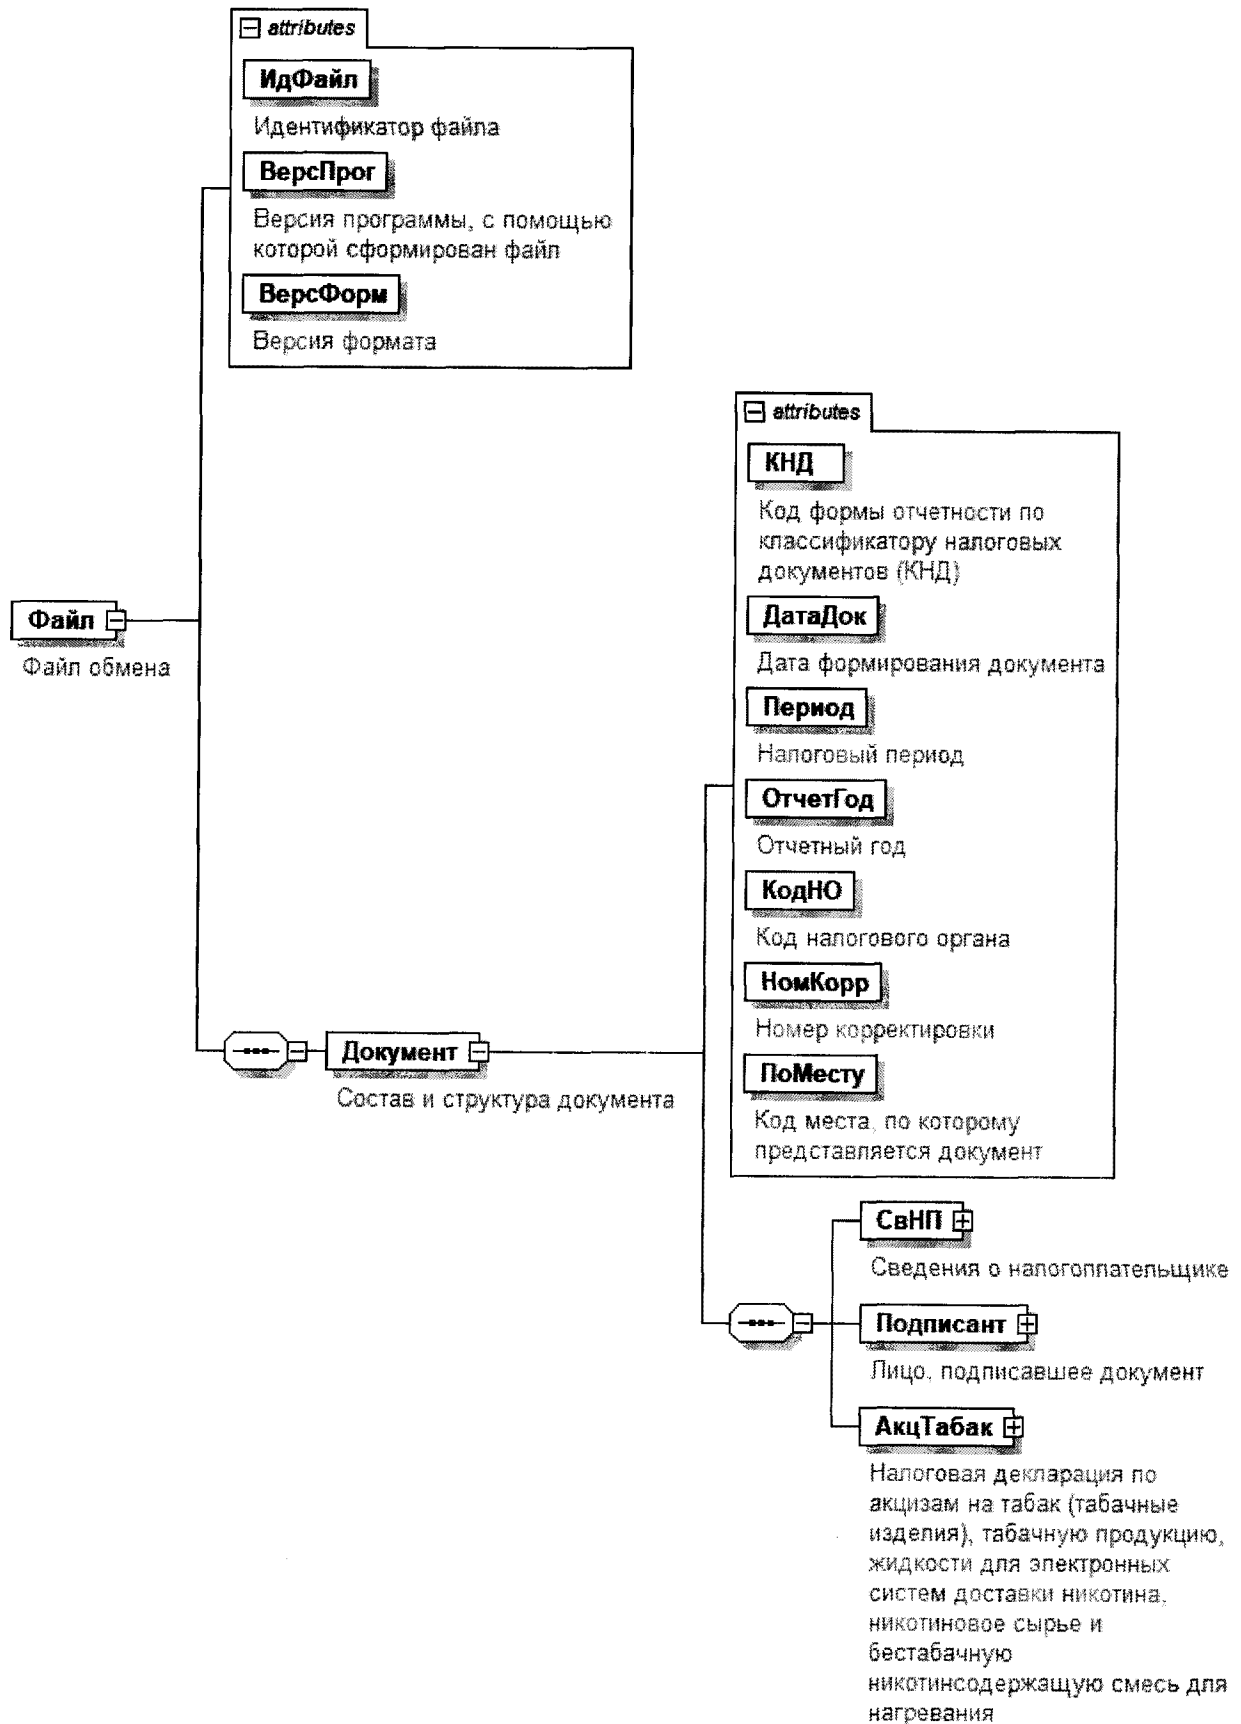 attributes
ИдФайл
Идентификатор файла
ВерсПрог
Версия программы, с помощью
которой сформирован файл
ВерсФорм
Версия формата
Файл
Файл обмена
Документ
Состав и структура документа
attributes
КНД
Код формы отчетности по
классификатору налоговых
документов (КНД)
ДатаДок
Дата формирования документа
Период
Налоговый период
ОтчетГод
Отчетный год
КодНО
Код налогового органа
НомКорр
Номер корректировки
ПоМесту
Код места, по которому
представляется документ
СвНП
Сведения о налогоплательщике
Подписант
Лицо, подписавшее документ
АкцТабак
Налоговая декларация по
акцизам на табак (табачные
изделия), табачную продукцию,
жидкости для электронных
систем доставки никотина,
никотиновое сырье и
бестабачную
никотинсодержащую смесь для
нагревания